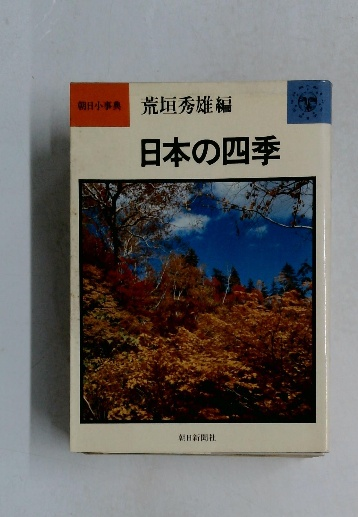 朝日小事典
荒垣秀雄編
日本の四季
朝日新聞社